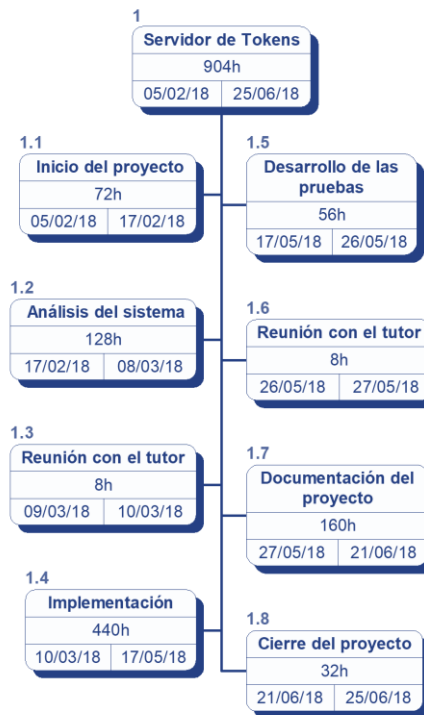 1
Servidor de Tokens
904h
05/02/18 25/06/18
1.1
Inicio del proyecto
72h
05/02/18 17/02/18
1.2
Análisis del sistema
128h
17/02/18 08/03/18
1.3
Reunión con el tutor
8h
09/03/18 10/03/18
1.4
Implementación
440h
10/03/18 17/05/18
1.5
Desarrollo de las
pruebas
56h
17/05/18 26/05/18
1.6
Reunión con el tutor
8h
26/05/18 27/05/18
1.7
Documentación del
proyecto
160h
27/05/18 21/06/18
1.8
Cierre del proyecto
32h
21/06/18 25/06/18